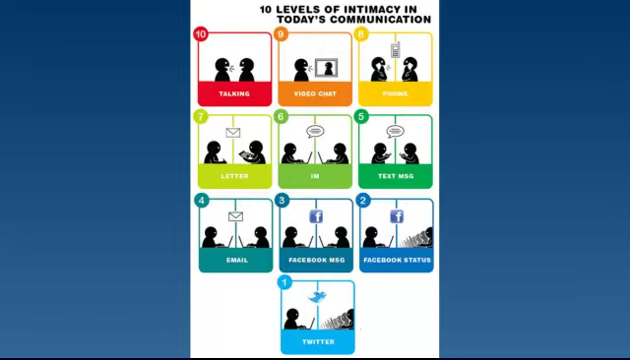 10 LEVELS OF INTIMACY IN
TODAY'S COMMUNICATION
10
TALKING
9
VIDEO CHAT
8
PHONE
7
LETTER
6
IM
5
TEXT MSG
4
EMAIL
3
f
FACEBOOK MSG
2
f
FACEBOOK STATUS
1
TWITTER